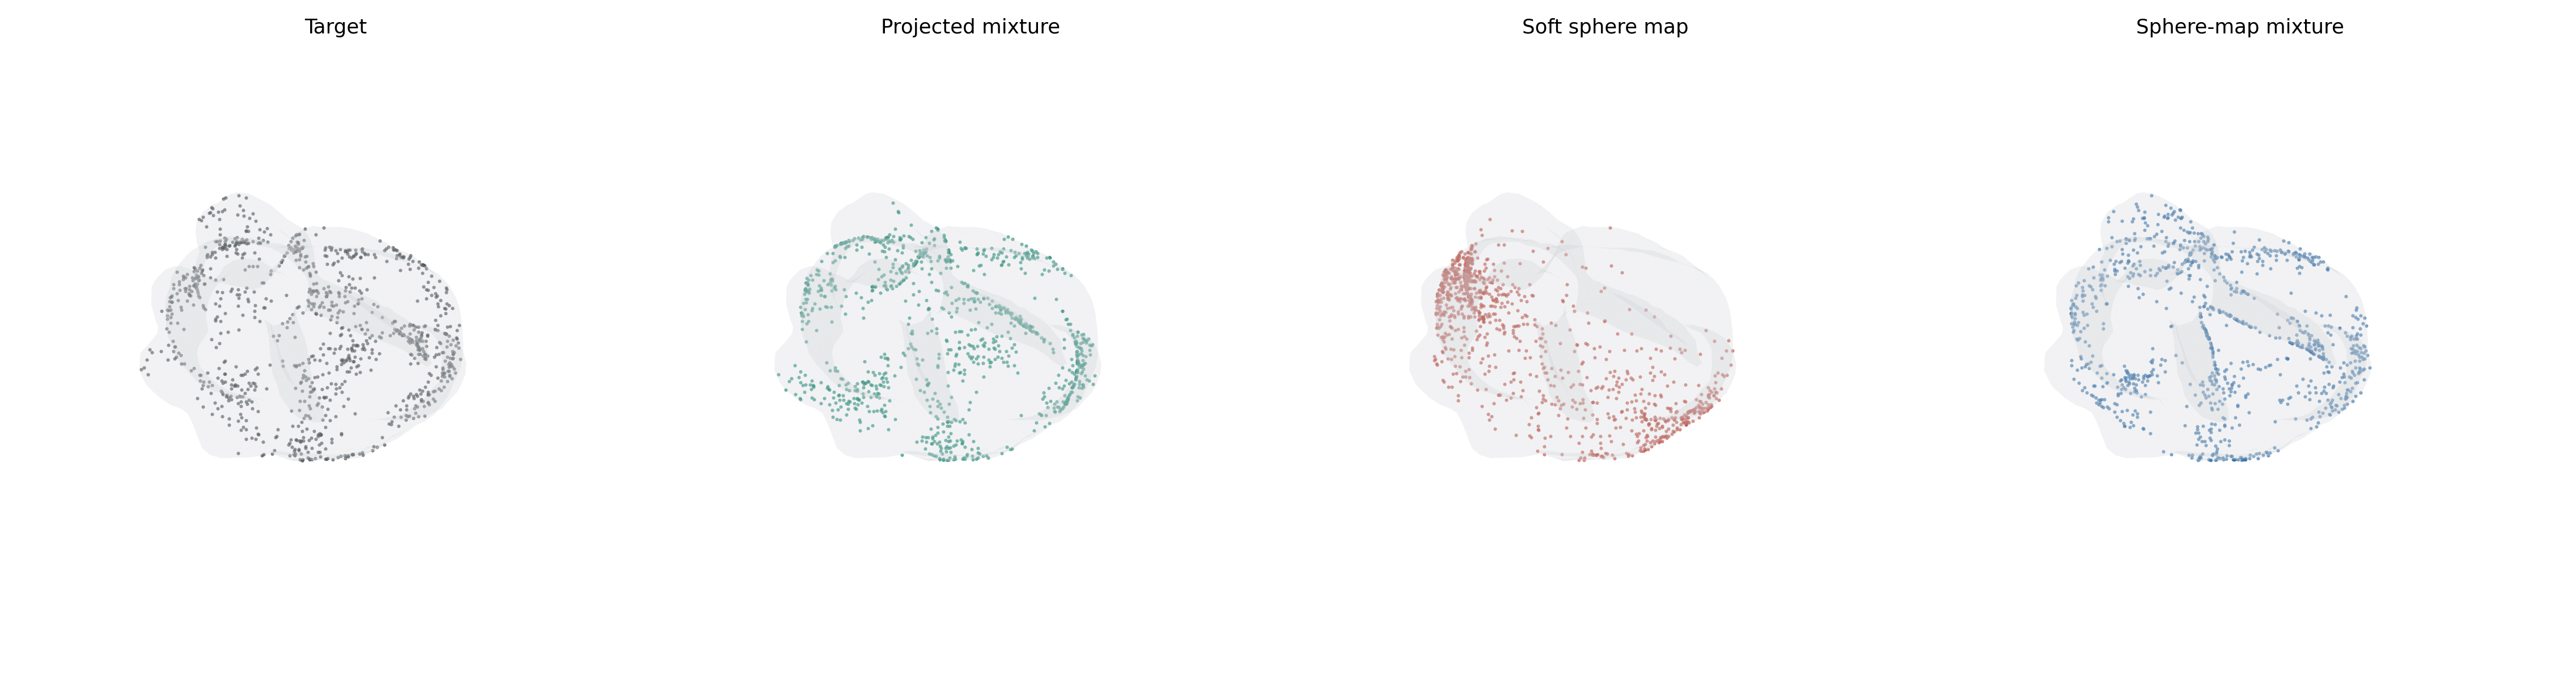 Target
Projected mixture
Soft sphere map
Sphere-map mixture